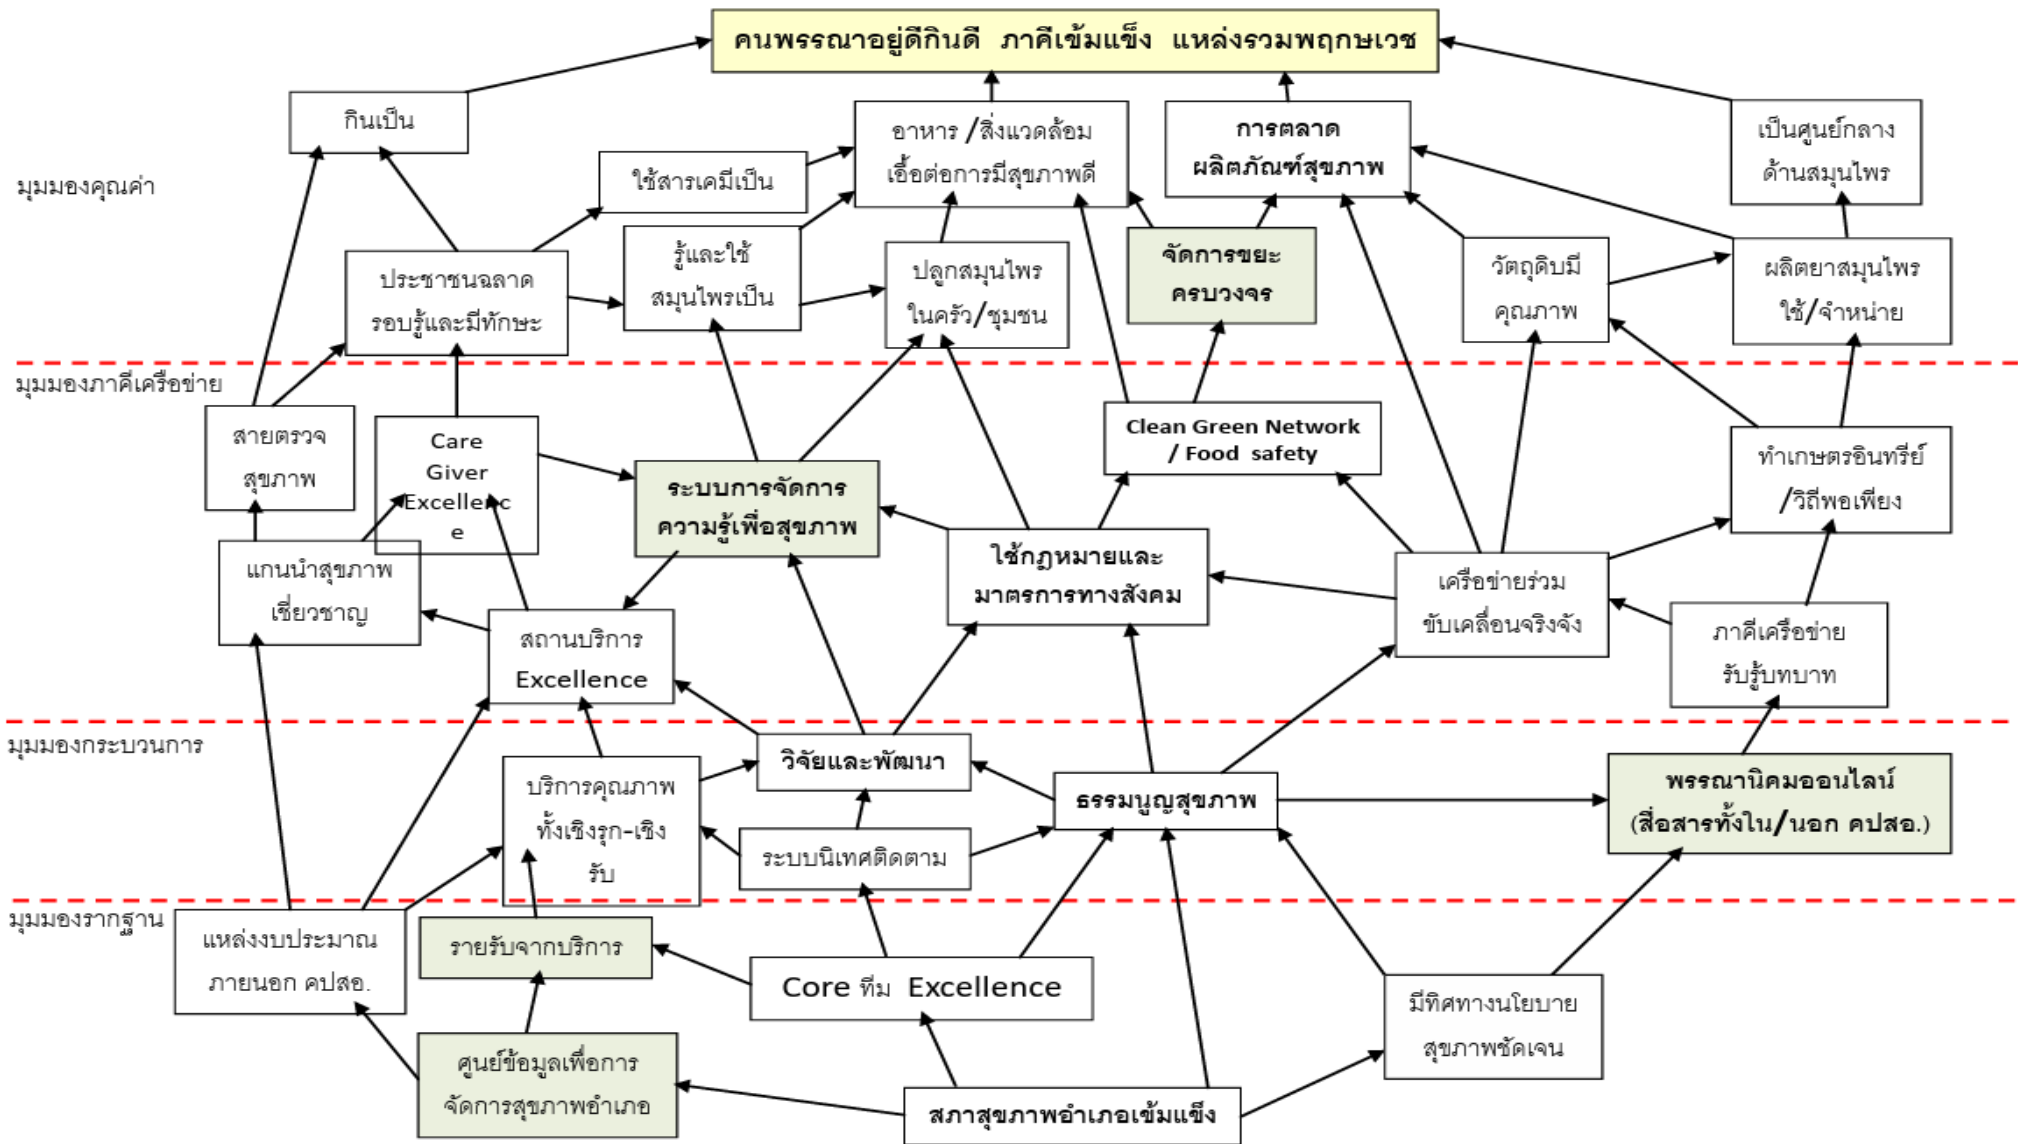 คนพรรณาอยู่ดีกินดี ภาคีเข้มแข็ง แหล่งรวมพฤกษเวช
กินเป็น
อาหาร /สิ่งแวดล้อม
เอื้อต่อการมีสุขภาพดี
การตลาด
ผลิตภัณฑ์สุขภาพ
เป็นศูนย์กลาง
ด้านสมุนไพร
มุมมองคุณค่า
ใช้สารเคมีเป็น
ประชาชนฉลาด
รอบรู้และมีทักษะ
รู้และใช้
สมุนไพรเป็น
ปลูกสมุนไพร
ในครัว/ชุมชน
จัดการขยะ
ครบวงจร
วัตถุดิบมี
คุณภาพ
ผลิตยาสมุนไพร
ใช้/จำหน่าย
มุมมองภาคีเครือข่าย
สายตรวจ
สุขภาพ
Care
Giver
Excellenc
e
ระบบการจัดการ
ความรู้เพื่อสุขภาพ
Clean Green Network
/ Food safety
ทำเกษตรอินทรีย์
/วิถีพอเพียง
แกนนำสุขภาพ
เชี่ยวชาญ
ใช้กฎหมายและ
มาตรการทางสังคม
เครือข่ายร่วม
ขับเคลื่อนจริงจัง
สถานบริการ
Excellence
ภาคีเครือข่าย
รับรู้บทบาท
มุมมองกระบวนการ
บริการคุณภาพ
ทั้งเชิงรุก-เชิง
รับ
วิจัยและพัฒนา
ธรรมนูญสุขภาพ
พรรณานิคมออนไลน์
(สื่อสารทั้งใน/นอก คปสอ.)
ระบบนิเทศติดตาม
มุมมองรากฐาน
แหล่งงบประมาณ
ภายนอก คปสอ.
รายรับจากบริการ
Core ทีม Excellence
มีทิศทางนโยบาย
สุขภาพชัดเจน
ศูนย์ข้อมูลเพื่อการ
จัดการสุขภาพอำเภอ
สภาสุขภาพอำเภอเข้มแข็ง